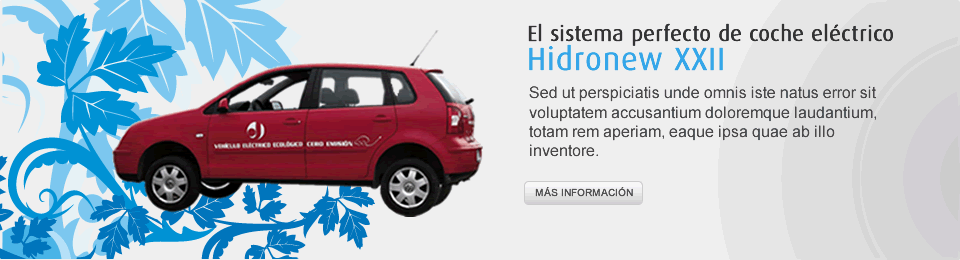 El sistema perfecto de coche eléctrico
Hidronew XXII
Sed ut perspiciatis unde omnis iste natus error sit
voluptatem accusantium doloremque laudantium,
totam rem aperiam, eaque ipsa quae ab illo
inventore.
MÁS INFORMACIÓN
VEHÍCULO ELÉCTRICO ECOLÓGICO CERO EMISIÓN